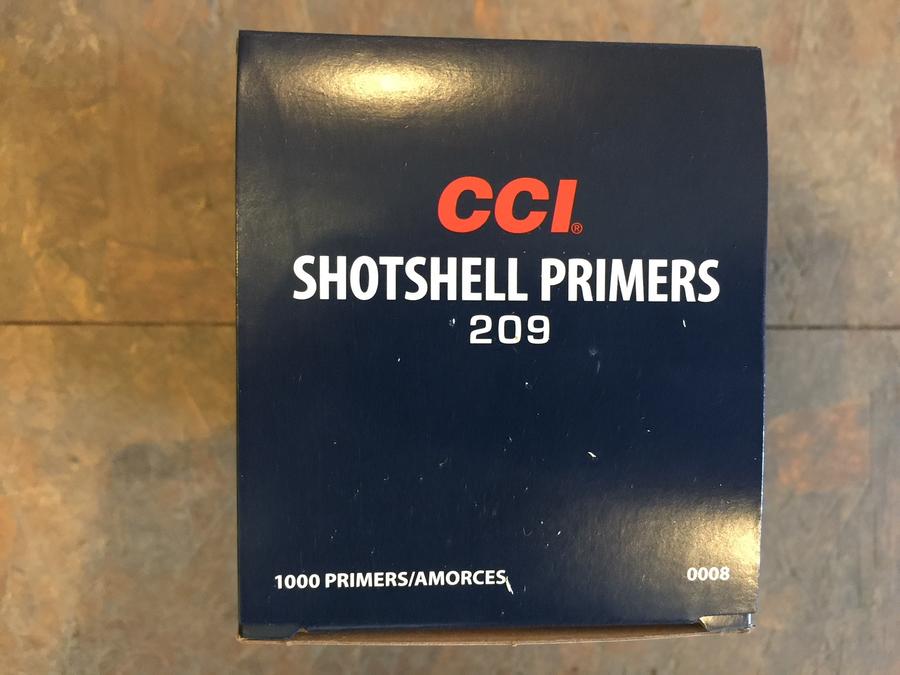 CCI®
SHOTSHELL PRIMERS
209
1000 PRIMERS/AMORCES
0008